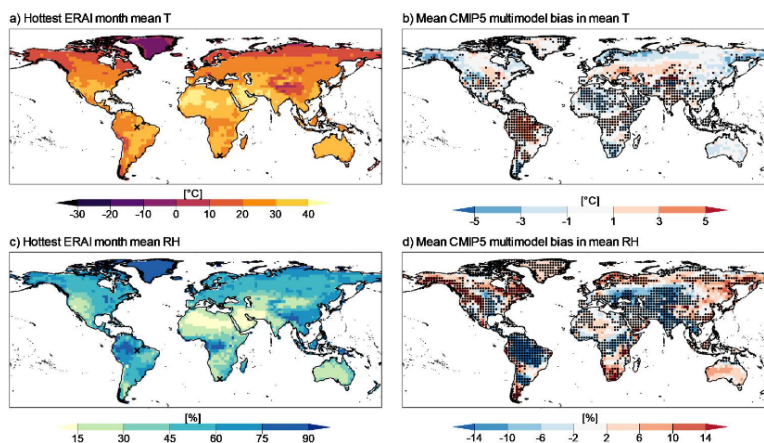 a) Hottest ERAI month mean T
b) Mean CMIP5 multimodel bias in mean T
[°C]
-30 -20 -10 0 10 20 30 40
[°C]
-5 -3 -1 1 3 5
c) Hottest ERAI month mean RH
d) Mean CMIP5 multimodel bias in mean RH
[%]
15 30 45 60 75 90
[%]
-14 -10 -6 -2 2 6 10 14